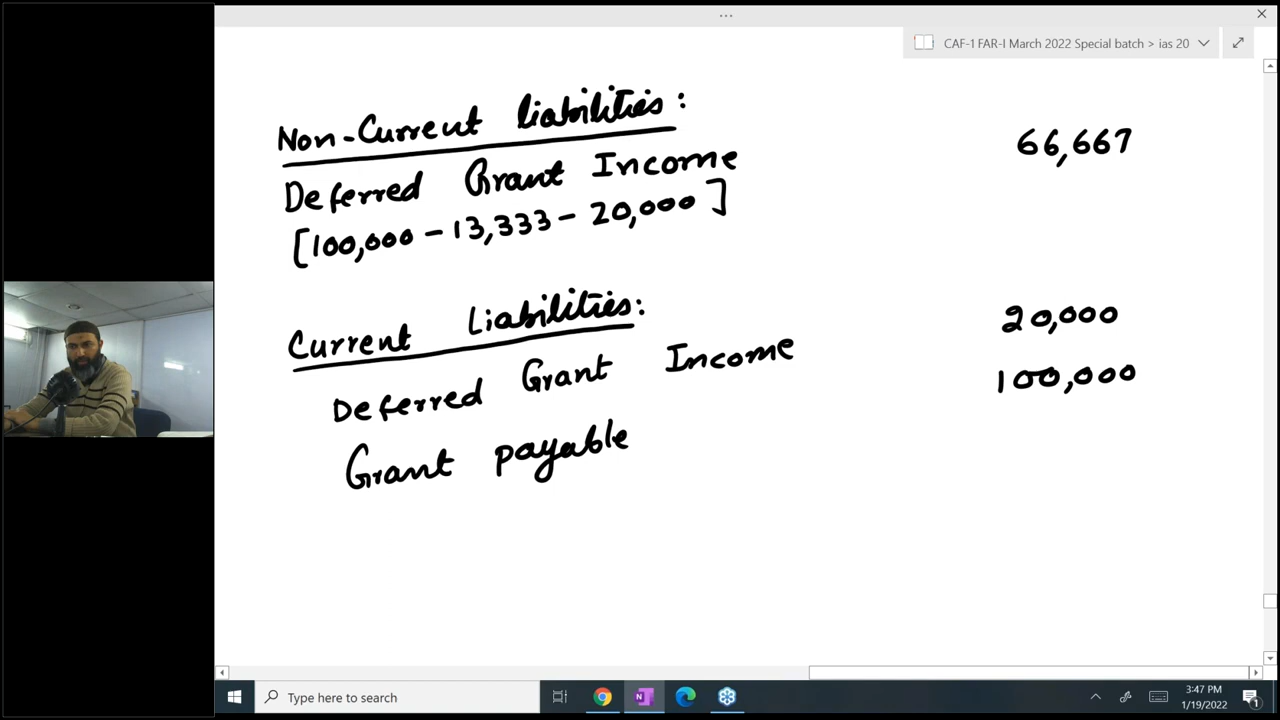 CAF-1 FAR-I March 2022 Special batch > ias 20
Non-Current Liabilities:
Deferred Grant Income 66,667
[100,000 - 13,333 - 20,000]
Current Liabilities:
Deferred Grant Income 20,000
Grant payable 100,000
Type here to search
3:47 PM
1/19/2022
1